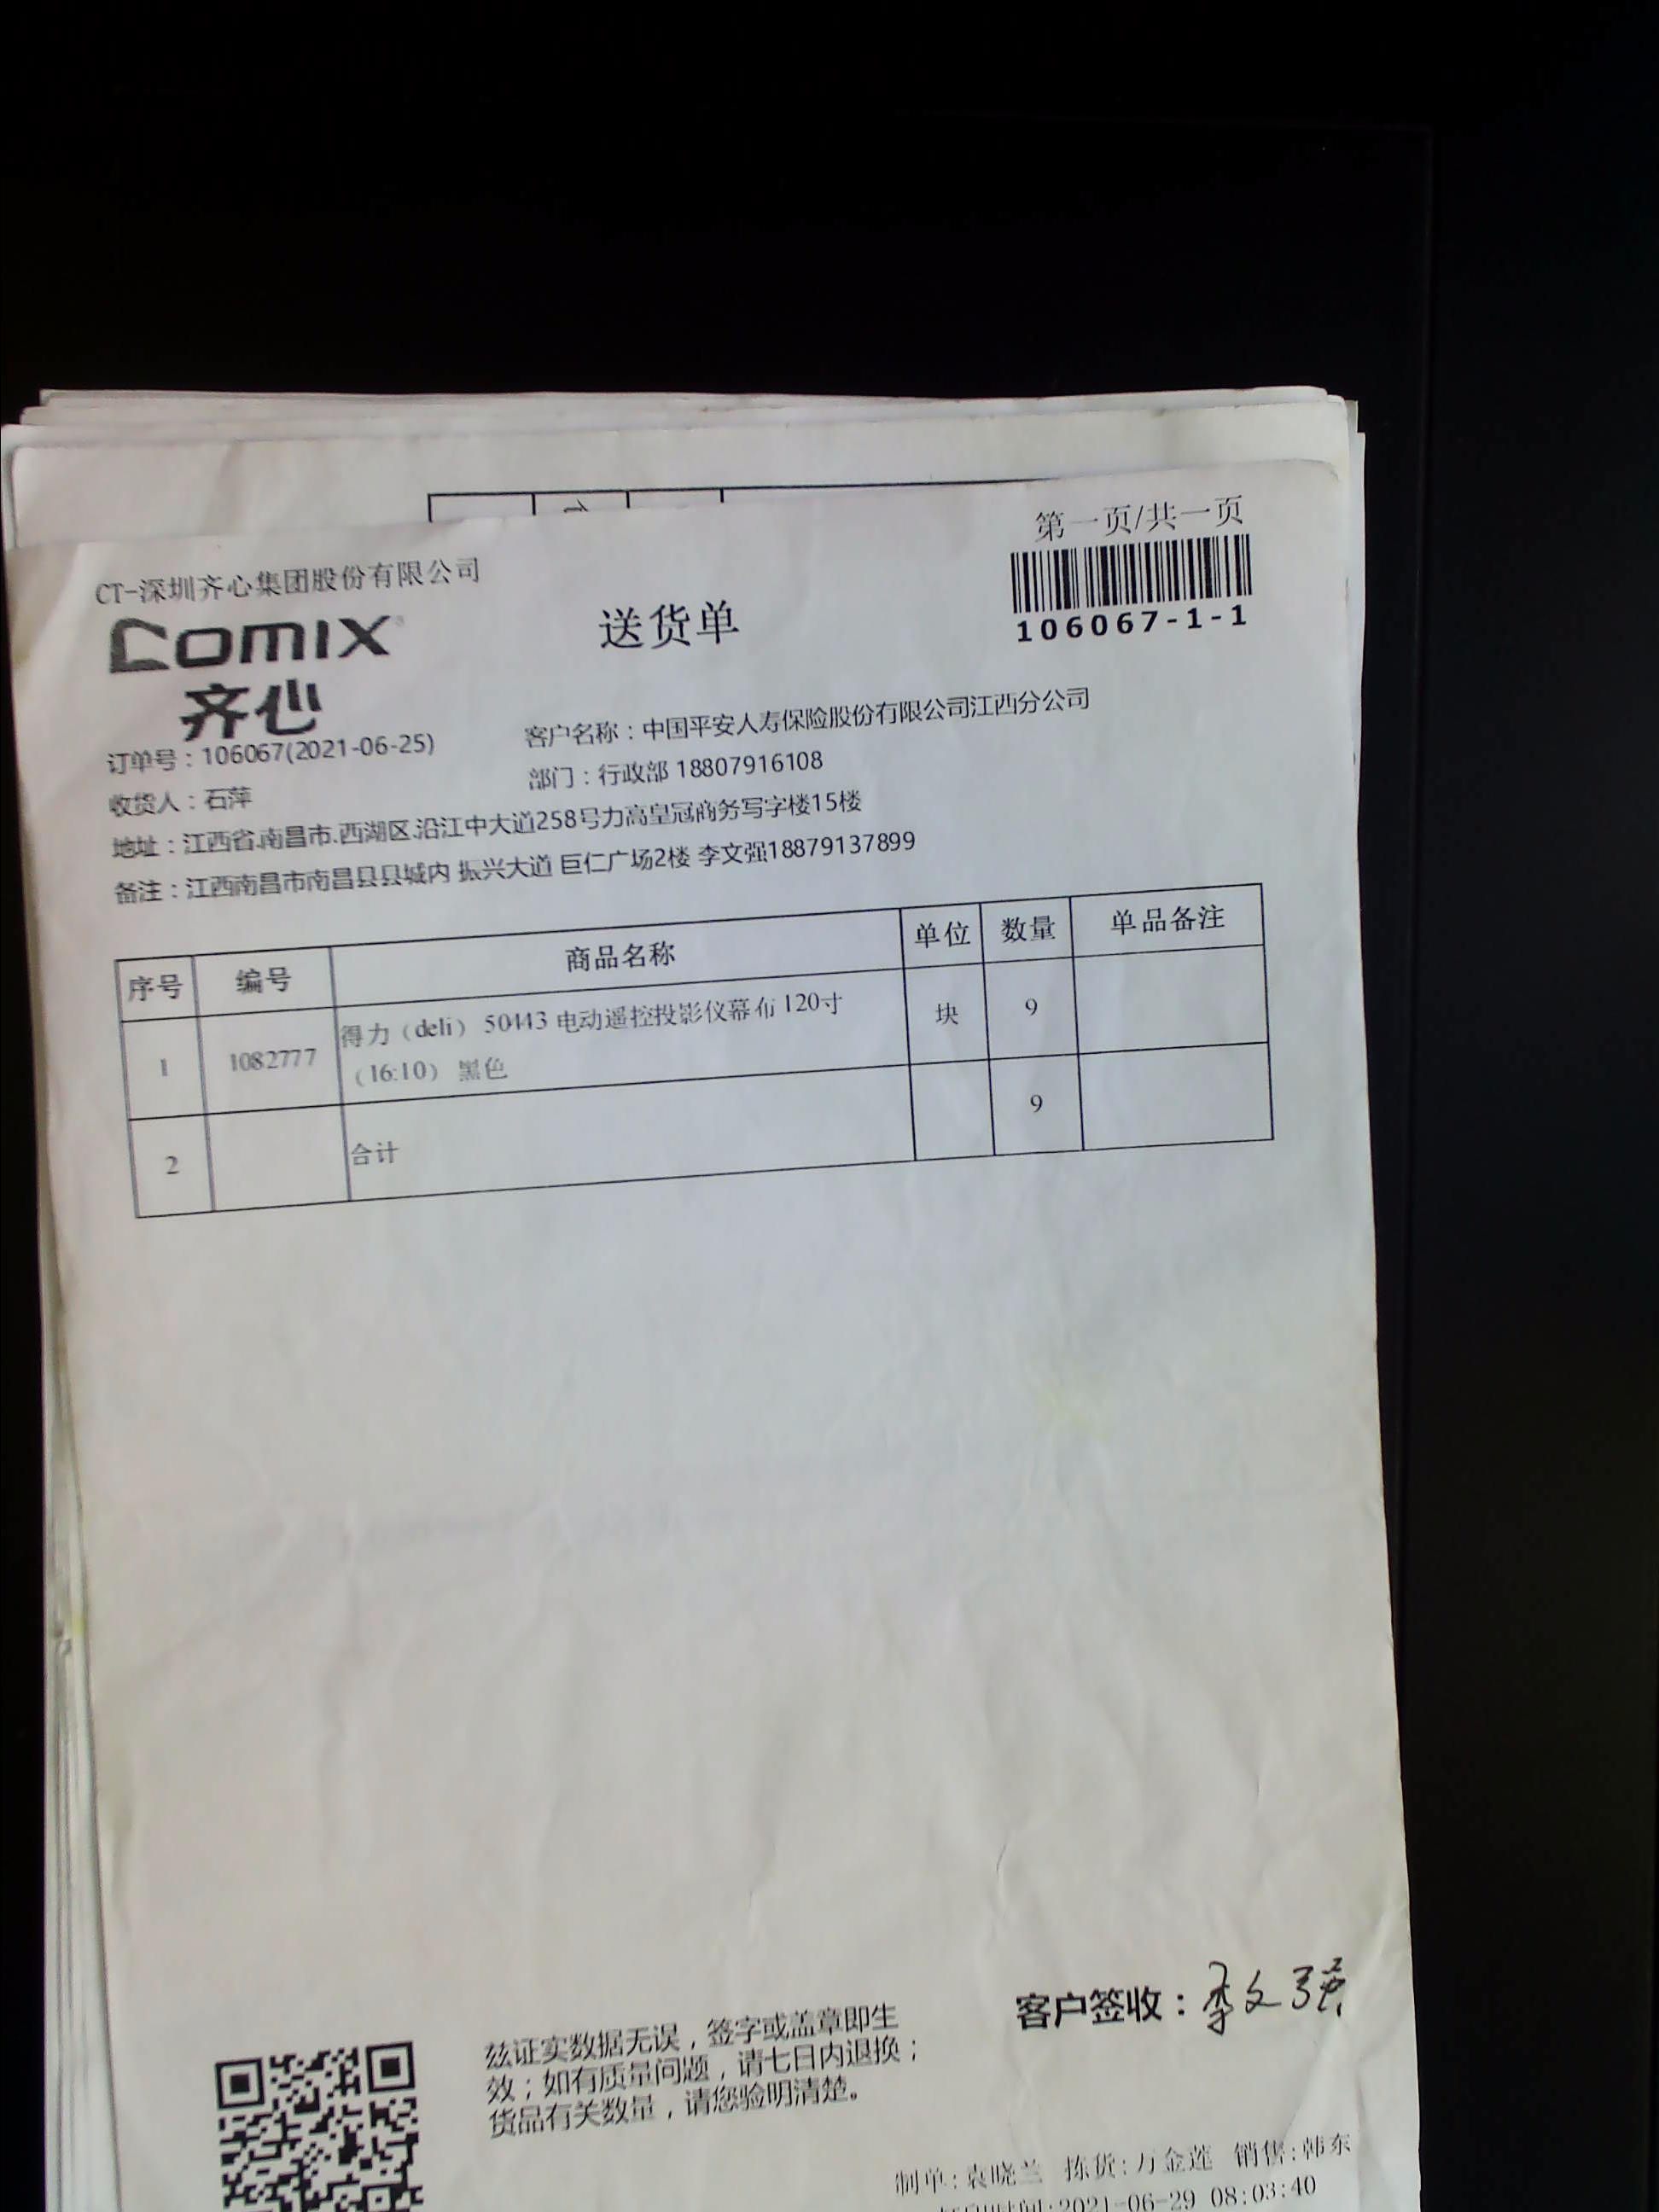 第一页/共一页
CT-深圳齐心集团股份有限公司
COMIX
齐心
送货单
106067-1-1
订单号：106067(2021-06-25)
客户名称：中国平安人寿保险股份有限公司江西分公司
收货人：石萍
部门：行政部 18807916108
地址：江西省.南昌市.西湖区.沿江中大道258号力高皇冠商务写字楼15楼
备注：江西南昌市南昌县县城内 振兴大道 巨仁广场2楼 李文强18879137899
序号 编号 商品名称 单位 数量 单品备注
1 1082777 得力（deli）50443 电动遥控投影仪幕布 120寸 块 9
（16:10） 黑色
2 合计 9
客户签收：李文强
兹证实数据无误，签字或盖章即生
效；如有质量问题，请七日内退换；
货品有关数量，请您验明清楚。
制单:袁晓兰 拣货:万金莲 销售:韩东
2021-06-29 08:03:40